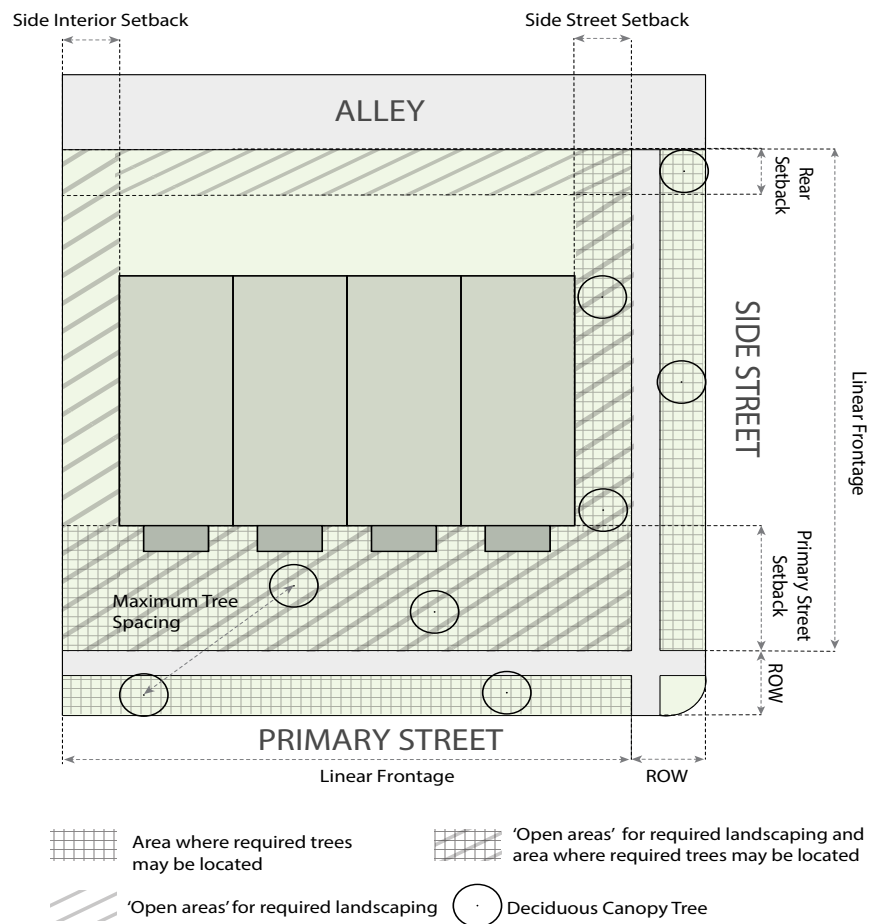 Side Interior Setback
Side Street Setback
ALLEY
Rear
Setback
SIDE STREET
Linear Frontage
Primary Street
Setback
Maximum Tree
Spacing
ROW
PRIMARY STREET
Linear Frontage
ROW
Area where required trees
may be located
'Open areas' for required landscaping and
area where required trees may be located
'Open areas' for required landscaping
Deciduous Canopy Tree